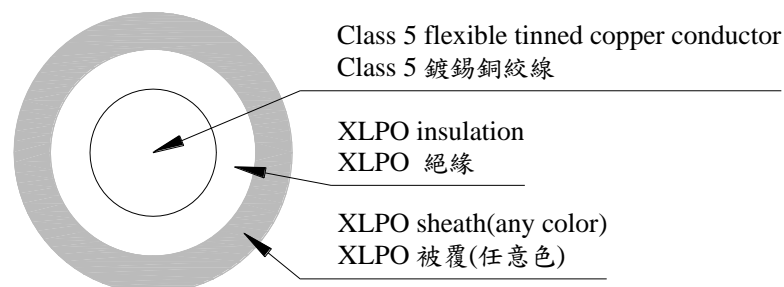 Class 5 flexible tinned copper conductor
Class 5 鍍錫銅絞線
XLPO insulation
XLPO 絕緣
XLPO sheath(any color)
XLPO 被覆(任意色)